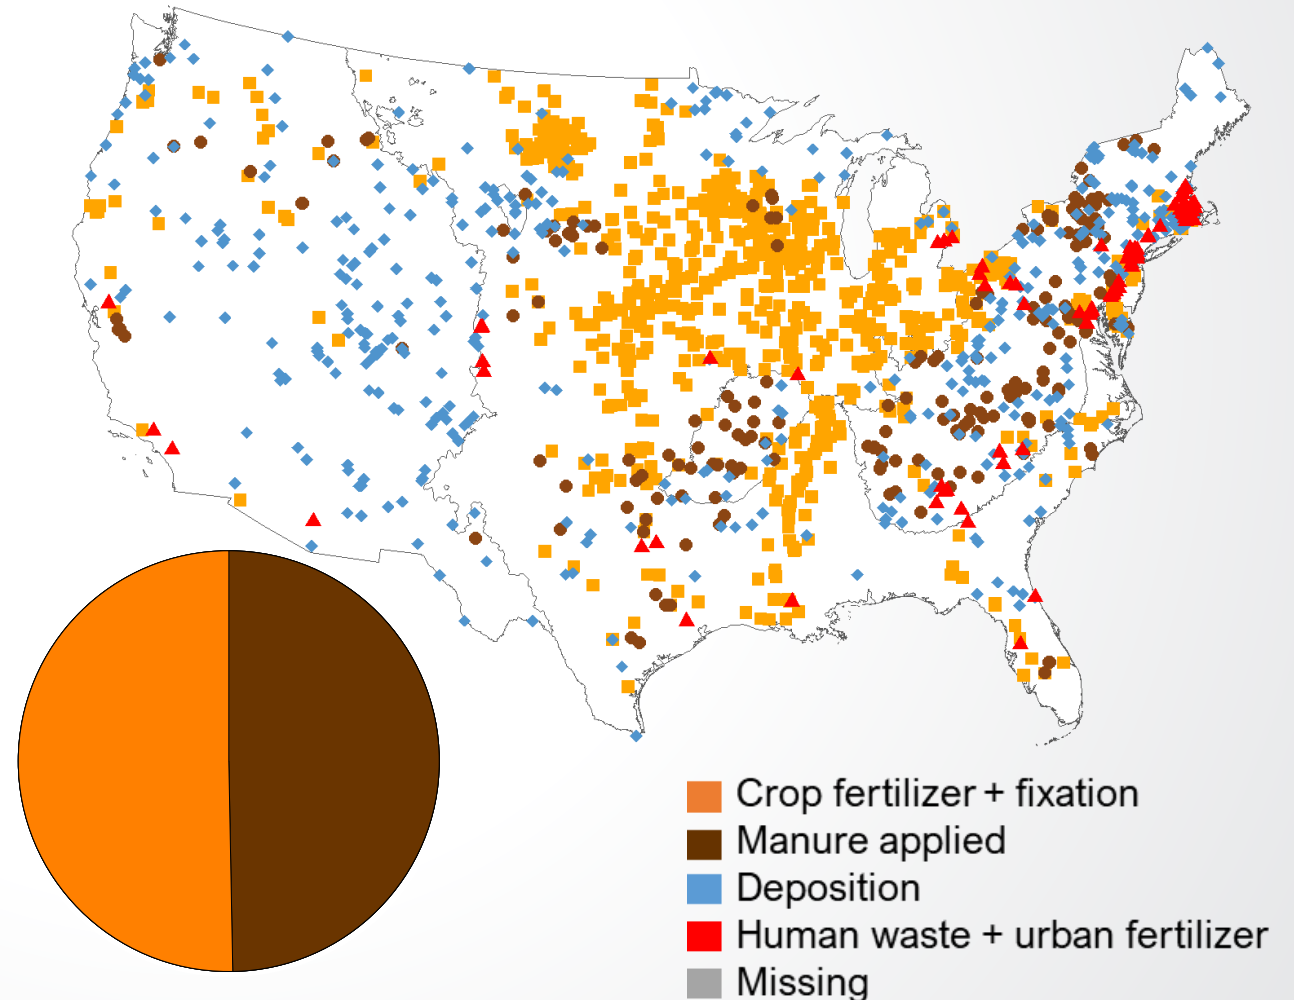 Crop fertilizer + fixation
Manure applied
Deposition
Human waste + urban fertilizer
Missing